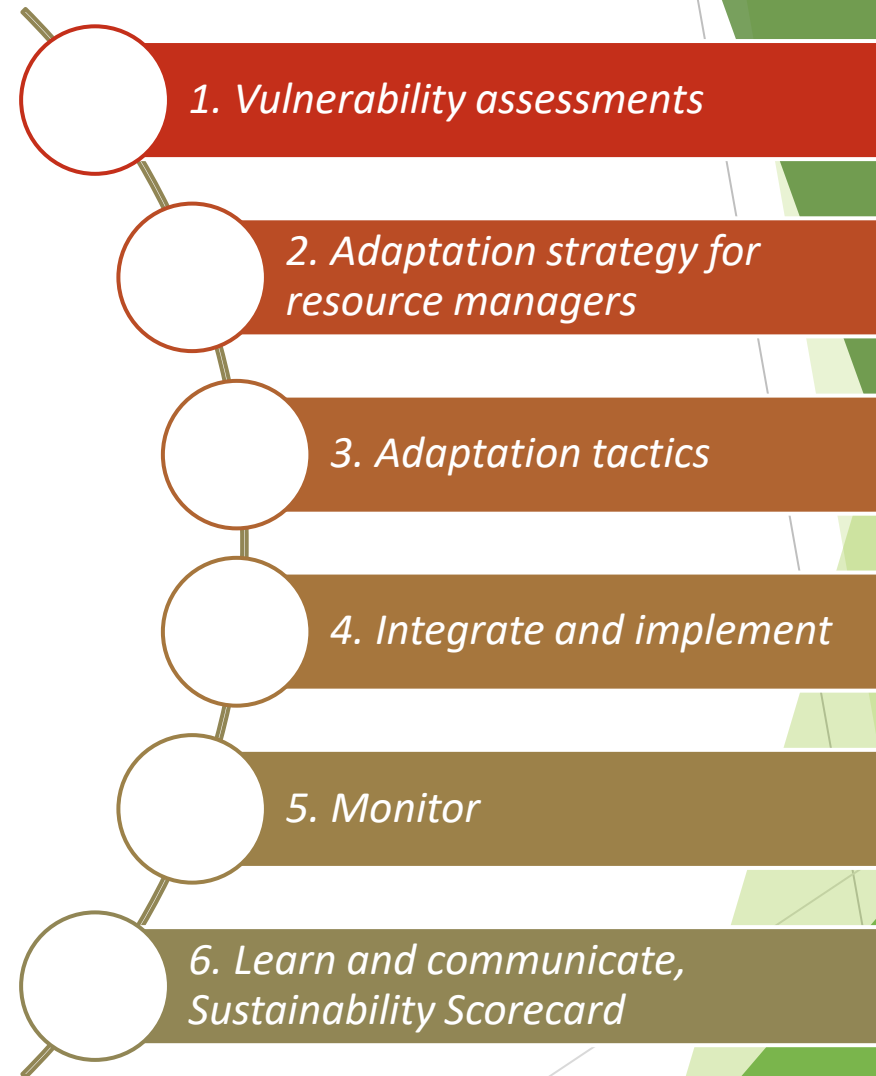 1. Vulnerability assessments
2. Adaptation strategy for
resource managers
3. Adaptation tactics
4. Integrate and implement
5. Monitor
6. Learn and communicate,
Sustainability Scorecard